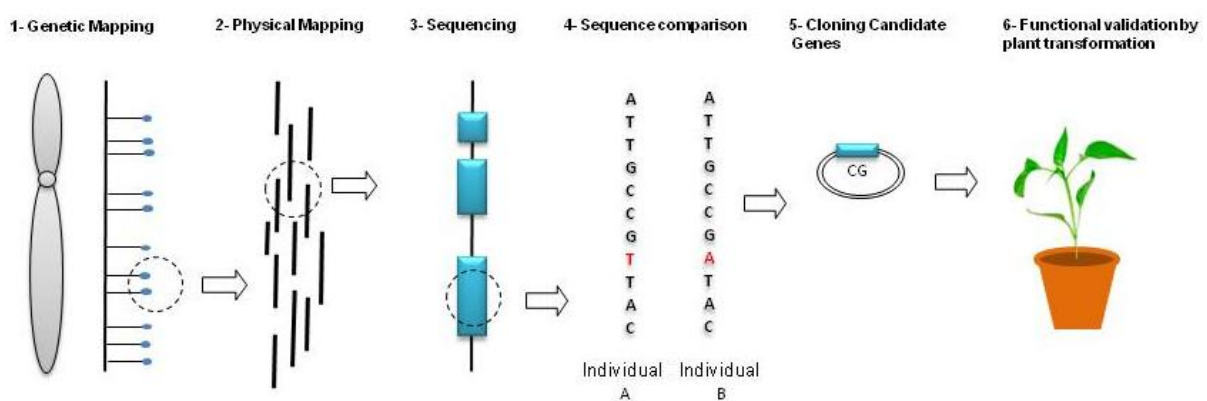 1- Genetic Mapping
2- Physical Mapping
3- Sequencing
4- Sequence comparison
5- Cloning Candidate
Genes
6- Functional validation by
plant transformation
A
T
T
G
C
C
G
T
T
A
C
Individual
A
A
T
T
G
C
C
G
A
T
A
C
Individual
B
CG